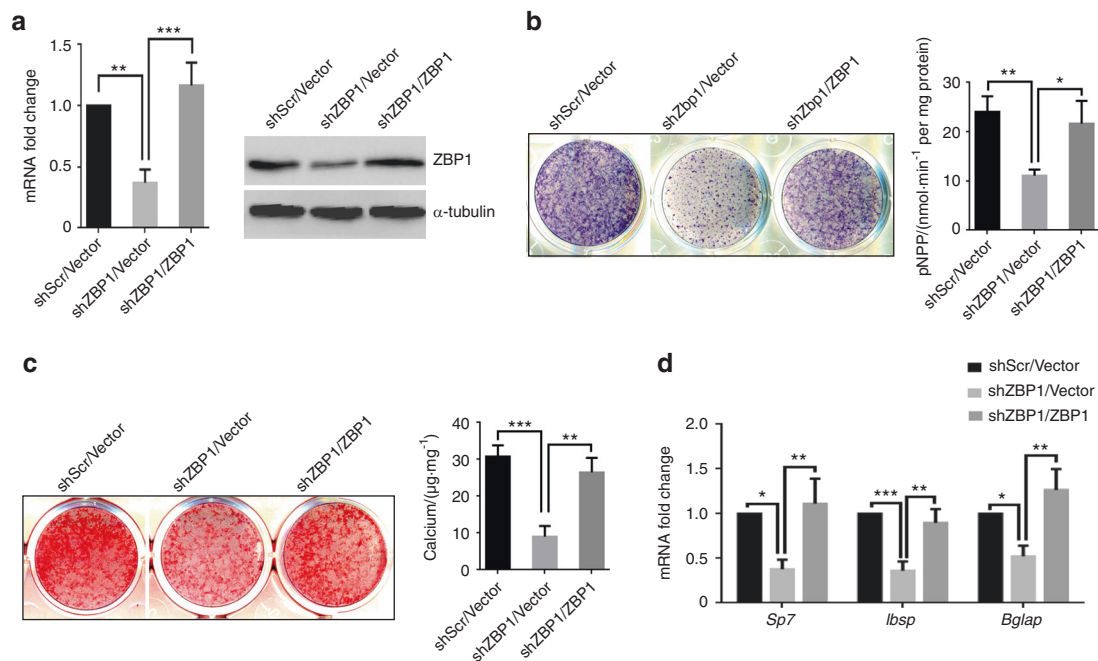 a
mRNA fold change
1.5
1.0
0.5
0
**
***
shScr/Vector
shZBP1/Vector
shZBP1/ZBP1
shScr/Vector
shZBP1/Vector
shZBP1/ZBP1
ZBP1
α-tubulin
b
shScr/Vector
shZbp1/Vector
shZbp1/Zbp1
pNPP/(nmol·min⁻¹ per mg protein)
40
30
20
10
0
**
*
shScr/Vector
shZBP1/Vector
shZBP1/ZBP1
c
shScr/Vector
shZBP1/Vector
shZBP1/ZBP1
Calcium/(μg·mg⁻¹)
40
30
20
10
0
***
**
shScr/Vector
shZBP1/Vector
shZBP1/ZBP1
d
shScr/Vector
shZBP1/Vector
shZBP1/ZBP1
mRNA fold change
2.0
1.5
1.0
0.5
0
*
**
***
**
*
**
Sp7
Ibsp
Bglap